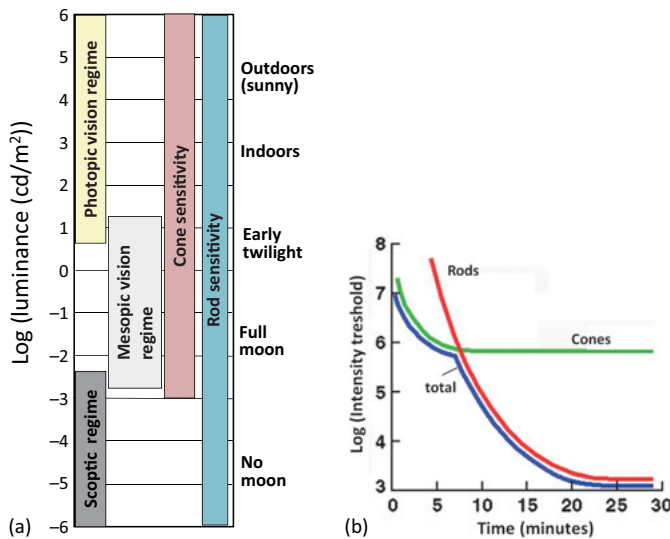 Log (luminance (cd/m²))
6
5
4
3
2
1
0
–1
–2
–3
–4
–5
–6
Photopic vision regime
Scoptic regime
Mesopic vision regime
Cone sensitivity
Rod sensitivity
Outdoors
(sunny)
Indoors
Early
twilight
Full
moon
No
moon
(a)
Log (Intensity treshold)
8
7
6
5
4
3
Rods
Cones
total
0
5
10
15
20
25
30
Time (minutes)
(b)